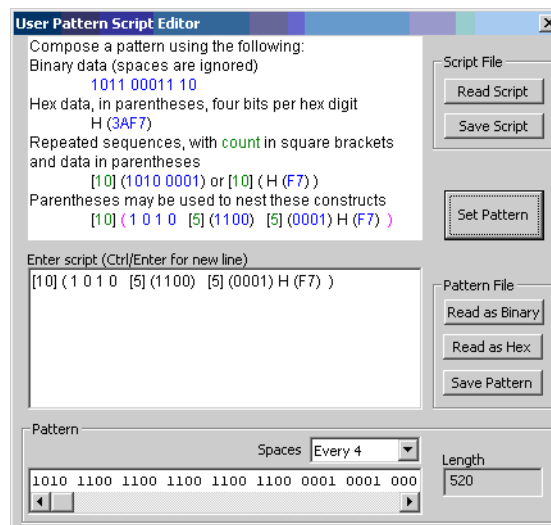 User Pattern Script Editor
Compose a pattern using the following:
Binary data (spaces are ignored)
1011 00011 10
Hex data, in parentheses, four bits per hex digit
H (3AF7)
Repeated sequences, with count in square brackets
and data in parentheses
[10] (1010 0001) or [10] ( H (F7) )
Parentheses may be used to nest these constructs
[10] ( 1 0 1 0 [5] (1100) [5] (0001) H (F7) )
Script File
Read Script
Save Script
Set Pattern
Enter script (Ctrl/Enter for new line)
[10] ( 1 0 1 0 [5] (1100) [5] (0001) H (F7) )
Pattern File
Read as Binary
Read as Hex
Save Pattern
Pattern
Spaces Every 4
1010 1100 1100 1100 1100 1100 0001 0001 000
Length
520